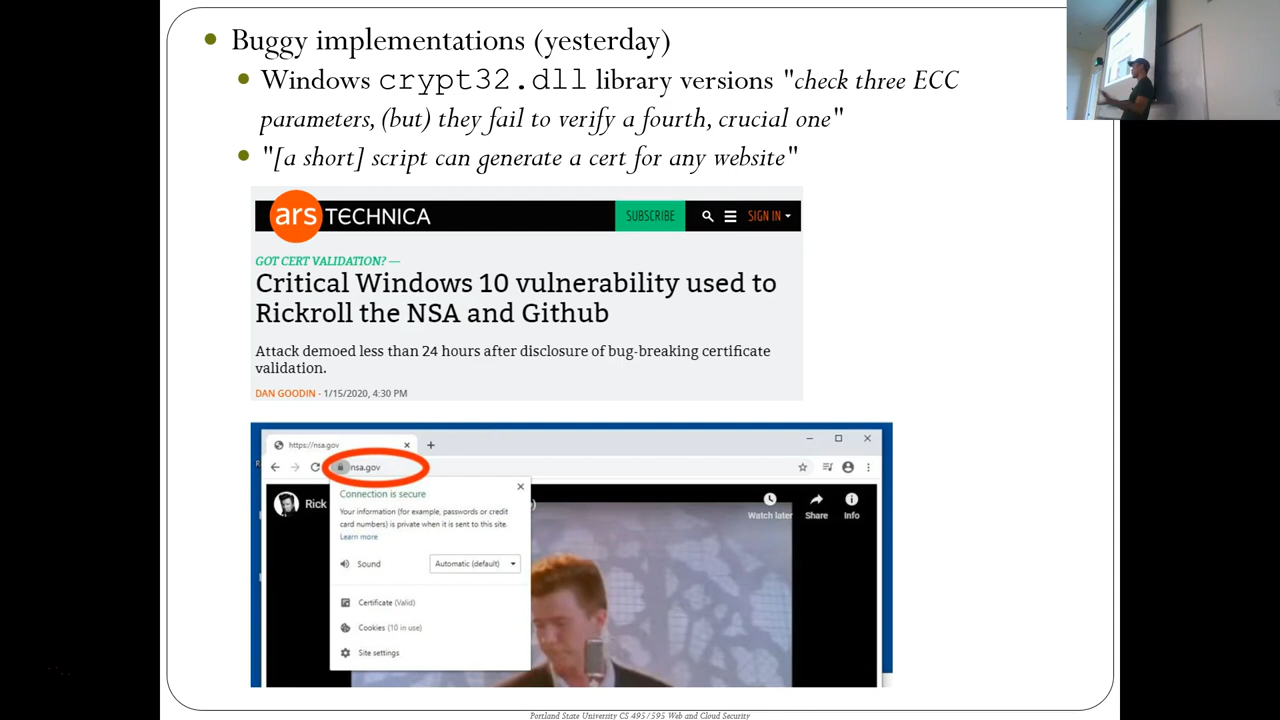 Buggy implementations (yesterday)
Windows crypt32.dll library versions "check three ECC
parameters, (but) they fail to verify a fourth, crucial one"
"[a short] script can generate a cert for any website"
ars TECHNICA
SUBSCRIBE
SIGN IN
GOT CERT VALIDATION? —
Critical Windows 10 vulnerability used to
Rickroll the NSA and Github
Attack demoed less than 24 hours after disclosure of bug-breaking certificate
validation.
DAN GOODIN - 1/15/2020, 4:30 PM
https://nsa.gov
nsa.gov
Connection is secure
Your information (for example, passwords or credit
card numbers) is private when it is sent to this site.
Learn more
Rick
Watch later
Share
Info
Sound
Automatic (default)
Certificate (Valid)
Cookies (10 in use)
Site settings
Portland State University CS 495/595 Web and Cloud Security